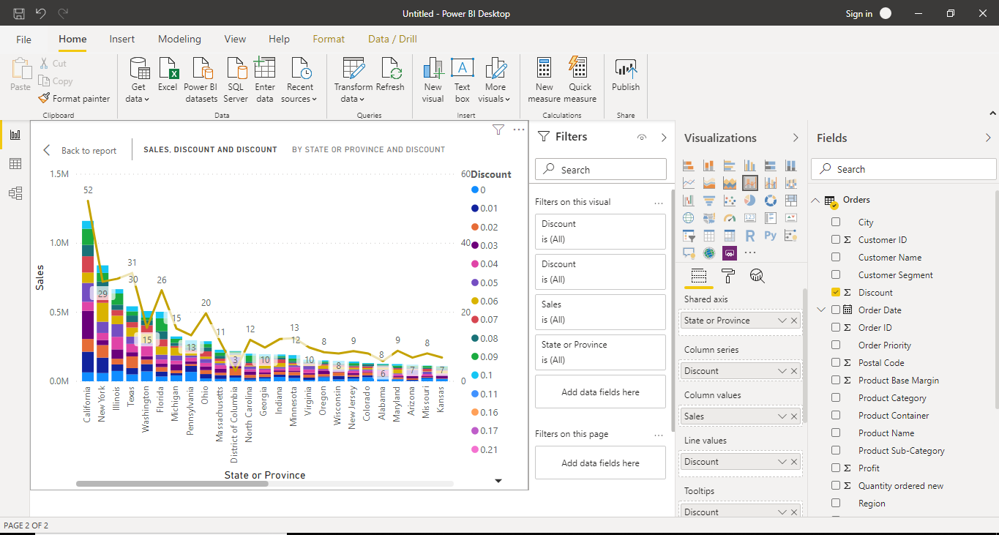 Untitled - Power BI Desktop
Sign in
File
Home
Insert
Modeling
View
Help
Format
Data / Drill
Paste
Cut
Copy
Format painter
Clipboard
Get data
Excel
Power BI datasets
SQL Server
Enter data
Recent sources
Data
Transform data
Refresh
Queries
New visual
Text box
More visuals
Insert
New measure
Quick measure
Calculations
Publish
Share
Back to report
SALES, DISCOUNT AND DISCOUNT
BY STATE OR PROVINCE AND DISCOUNT
1.5M
1.0M
0.5M
0.0M
Sales
52
29
31
30
15
26
15
13
20
11
3
12
10
13
12
10
8
8
9
8
6
9
7
8
7
60
40
20
0
California
New York
Illinois
Texas
Washington
Florida
Michigan
Pennsylvania
Ohio
Massachusetts
District of Columbia
North Carolina
Georgia
Indiana
Minnesota
Virginia
Oregon
Wisconsin
New Jersey
Colorado
Alabama
Maryland
Arizona
Missouri
Kansas
State or Province
Discount
0
0.01
0.02
0.03
0.04
0.05
0.06
0.07
0.08
0.09
0.1
0.11
0.16
0.17
0.21
Filters
Search
Filters on this visual
Discount
is (All)
Discount
is (All)
Sales
is (All)
State or Province
is (All)
Add data fields here
Filters on this page
Add data fields here
Visualizations
R
Py
123
Shared axis
State or Province
Column series
Discount
Column values
Sales
Line values
Discount
Tooltips
Discount
Fields
Search
Orders
City
Customer ID
Customer Name
Customer Segment
Discount
Order Date
Order ID
Order Priority
Postal Code
Product Base Margin
Product Category
Product Container
Product Name
Product Sub-Category
Profit
Quantity ordered new
Region
PAGE 2 OF 2